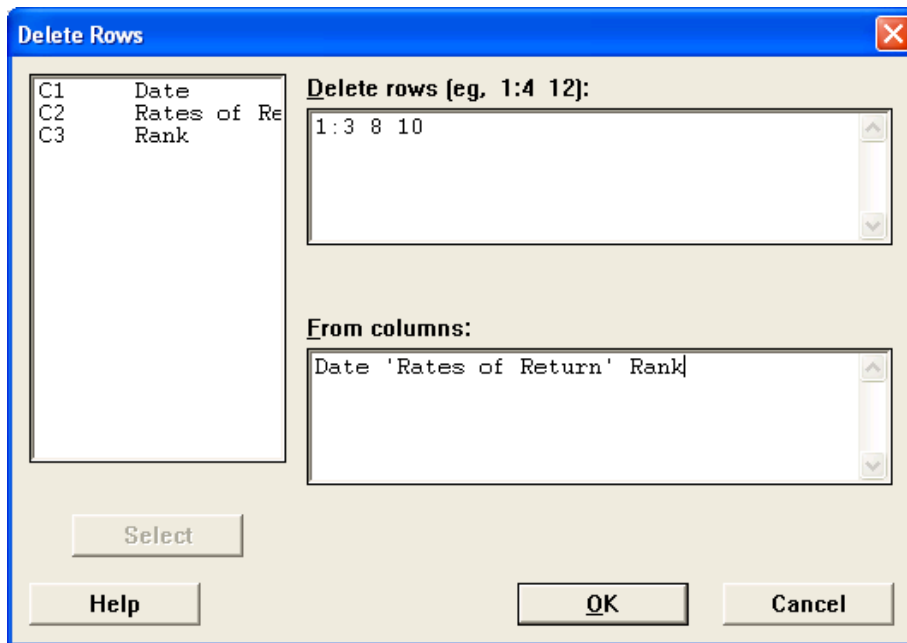 Delete Rows
C1 Date
C2 Rates of Re
C3 Rank
Delete rows (eg, 1:4 12):
1:3 8 10
From columns:
Date 'Rates of Return' Rank
Select
Help
OK
Cancel